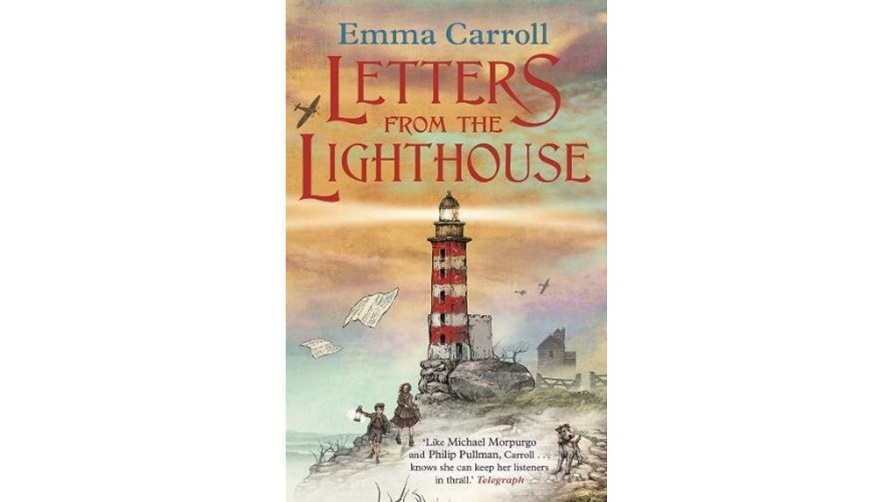 Emma Carroll
LETTERS
FROM THE
LIGHTHOUSE
‘Like Michael Morpurgo
and Philip Pullman, Carroll . . .
knows she can keep her listeners
in thrall.’ Telegraph